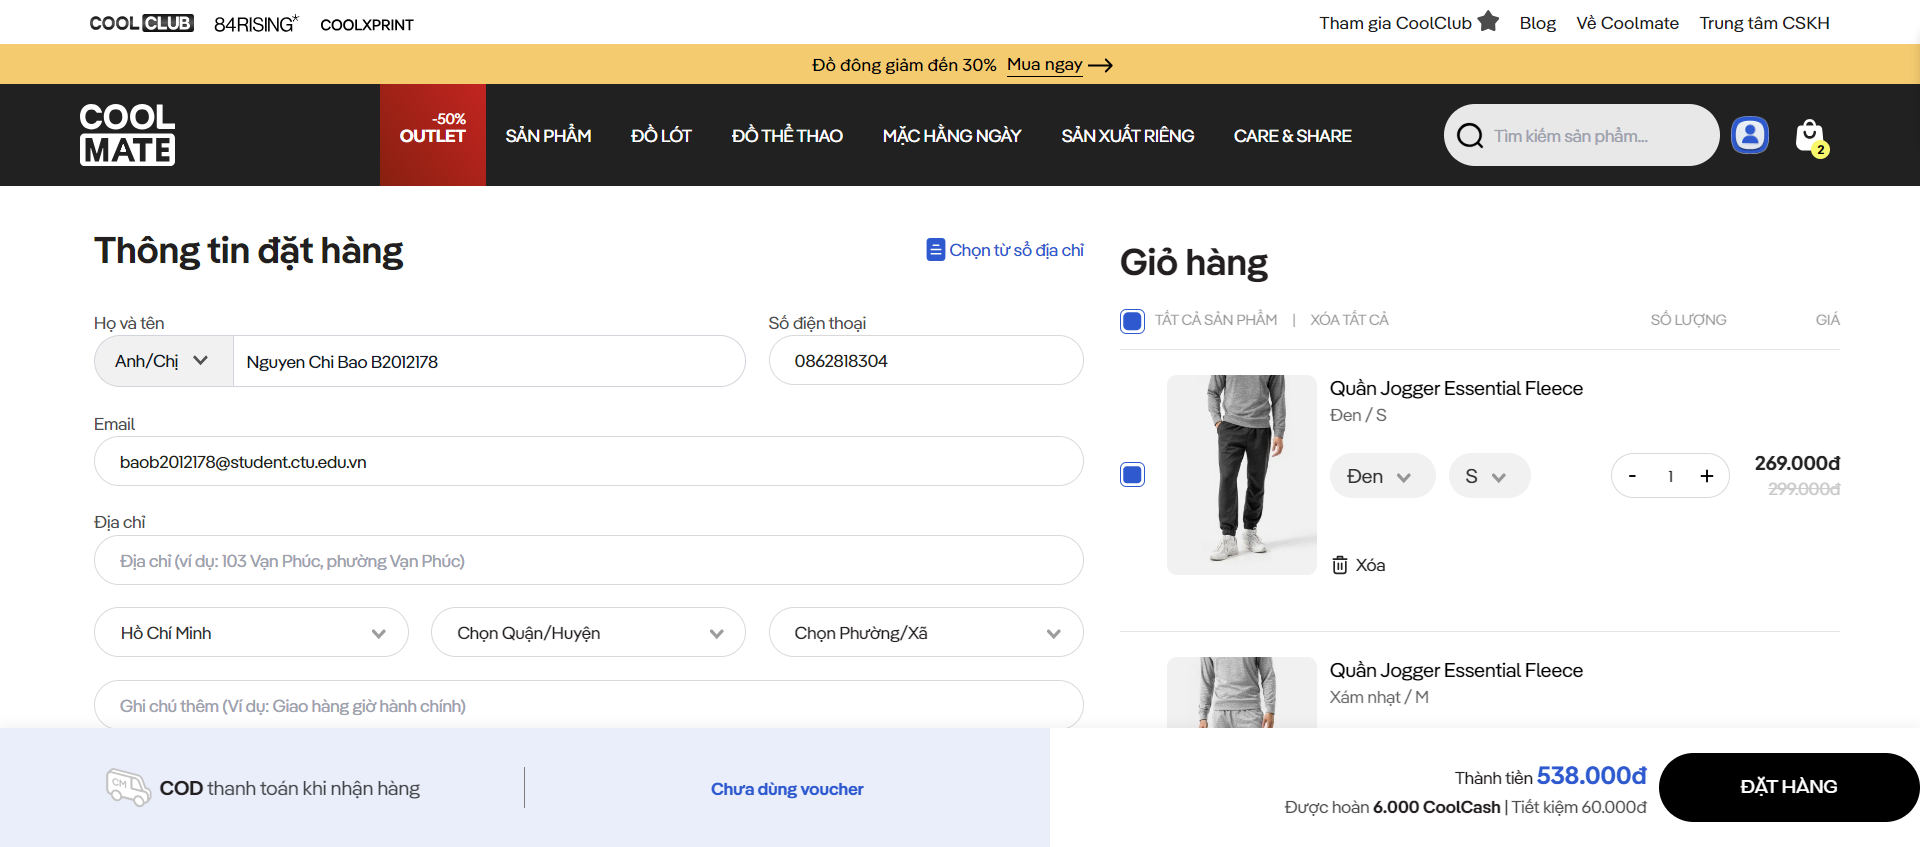 COOL CLUB 84RISING* COOLXPRINT
Tham gia CoolClub Blog Về Coolmate Trung tâm CSKH
Đồ đông giảm đến 30% Mua ngay
COOL
MATE
-50%
OUTLET SẢN PHẨM ĐỒ LÓT ĐỒ THỂ THAO MẶC HẰNG NGÀY SẢN XUẤT RIÊNG CARE & SHARE
Tìm kiếm sản phẩm...
2
Thông tin đặt hàng
Chọn từ sổ địa chỉ
Họ và tên
Số điện thoại
Anh/Chị Nguyen Chi Bao B2012178
0862818304
Email
baob2012178@student.ctu.edu.vn
Địa chỉ
Địa chỉ (ví dụ: 103 Vạn Phúc, phường Vạn Phúc)
Hồ Chí Minh Chọn Quận/Huyện Chọn Phường/Xã
Ghi chú thêm (Ví dụ: Giao hàng giờ hành chính)
Giỏ hàng
TẤT CẢ SẢN PHẨM | XÓA TẤT CẢ SỐ LƯỢNG GIÁ
Quần Jogger Essential Fleece
Đen / S
Đen S - 1 + 269.000đ
299.000đ
Xóa
Quần Jogger Essential Fleece
Xám nhạt / M
CM
COD thanh toán khi nhận hàng
Chưa dùng voucher
Thành tiền 538.000đ
Được hoàn 6.000 CoolCash | Tiết kiệm 60.000đ
ĐẶT HÀNG